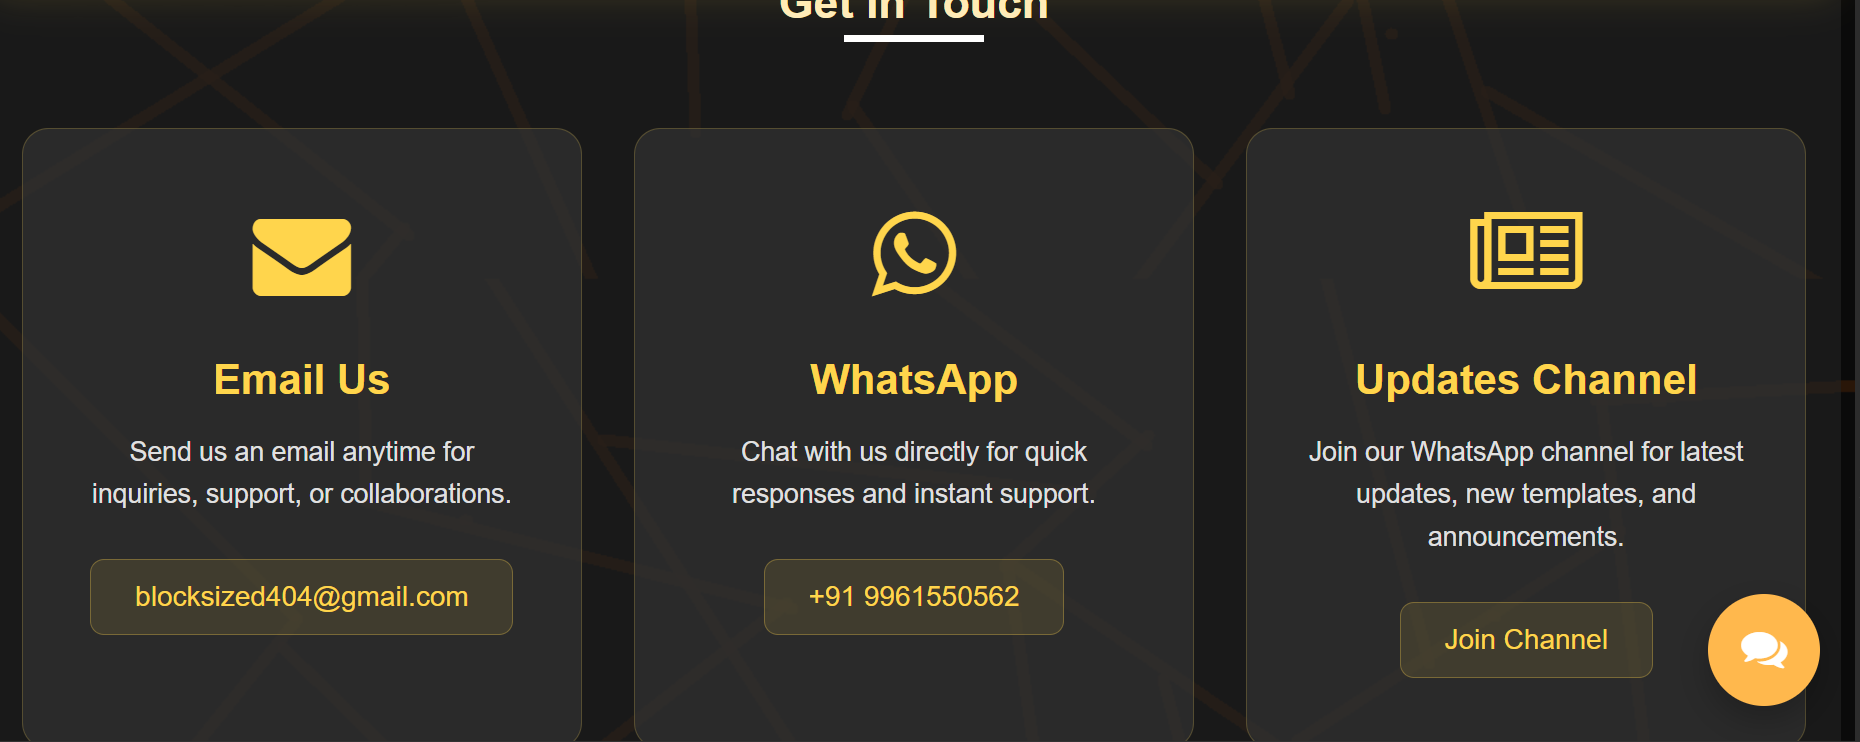 Get In Touch
Email Us
Send us an email anytime for
inquiries, support, or collaborations.
blocksized404@gmail.com
WhatsApp
Chat with us directly for quick
responses and instant support.
+91 9961550562
Updates Channel
Join our WhatsApp channel for latest
updates, new templates, and
announcements.
Join Channel